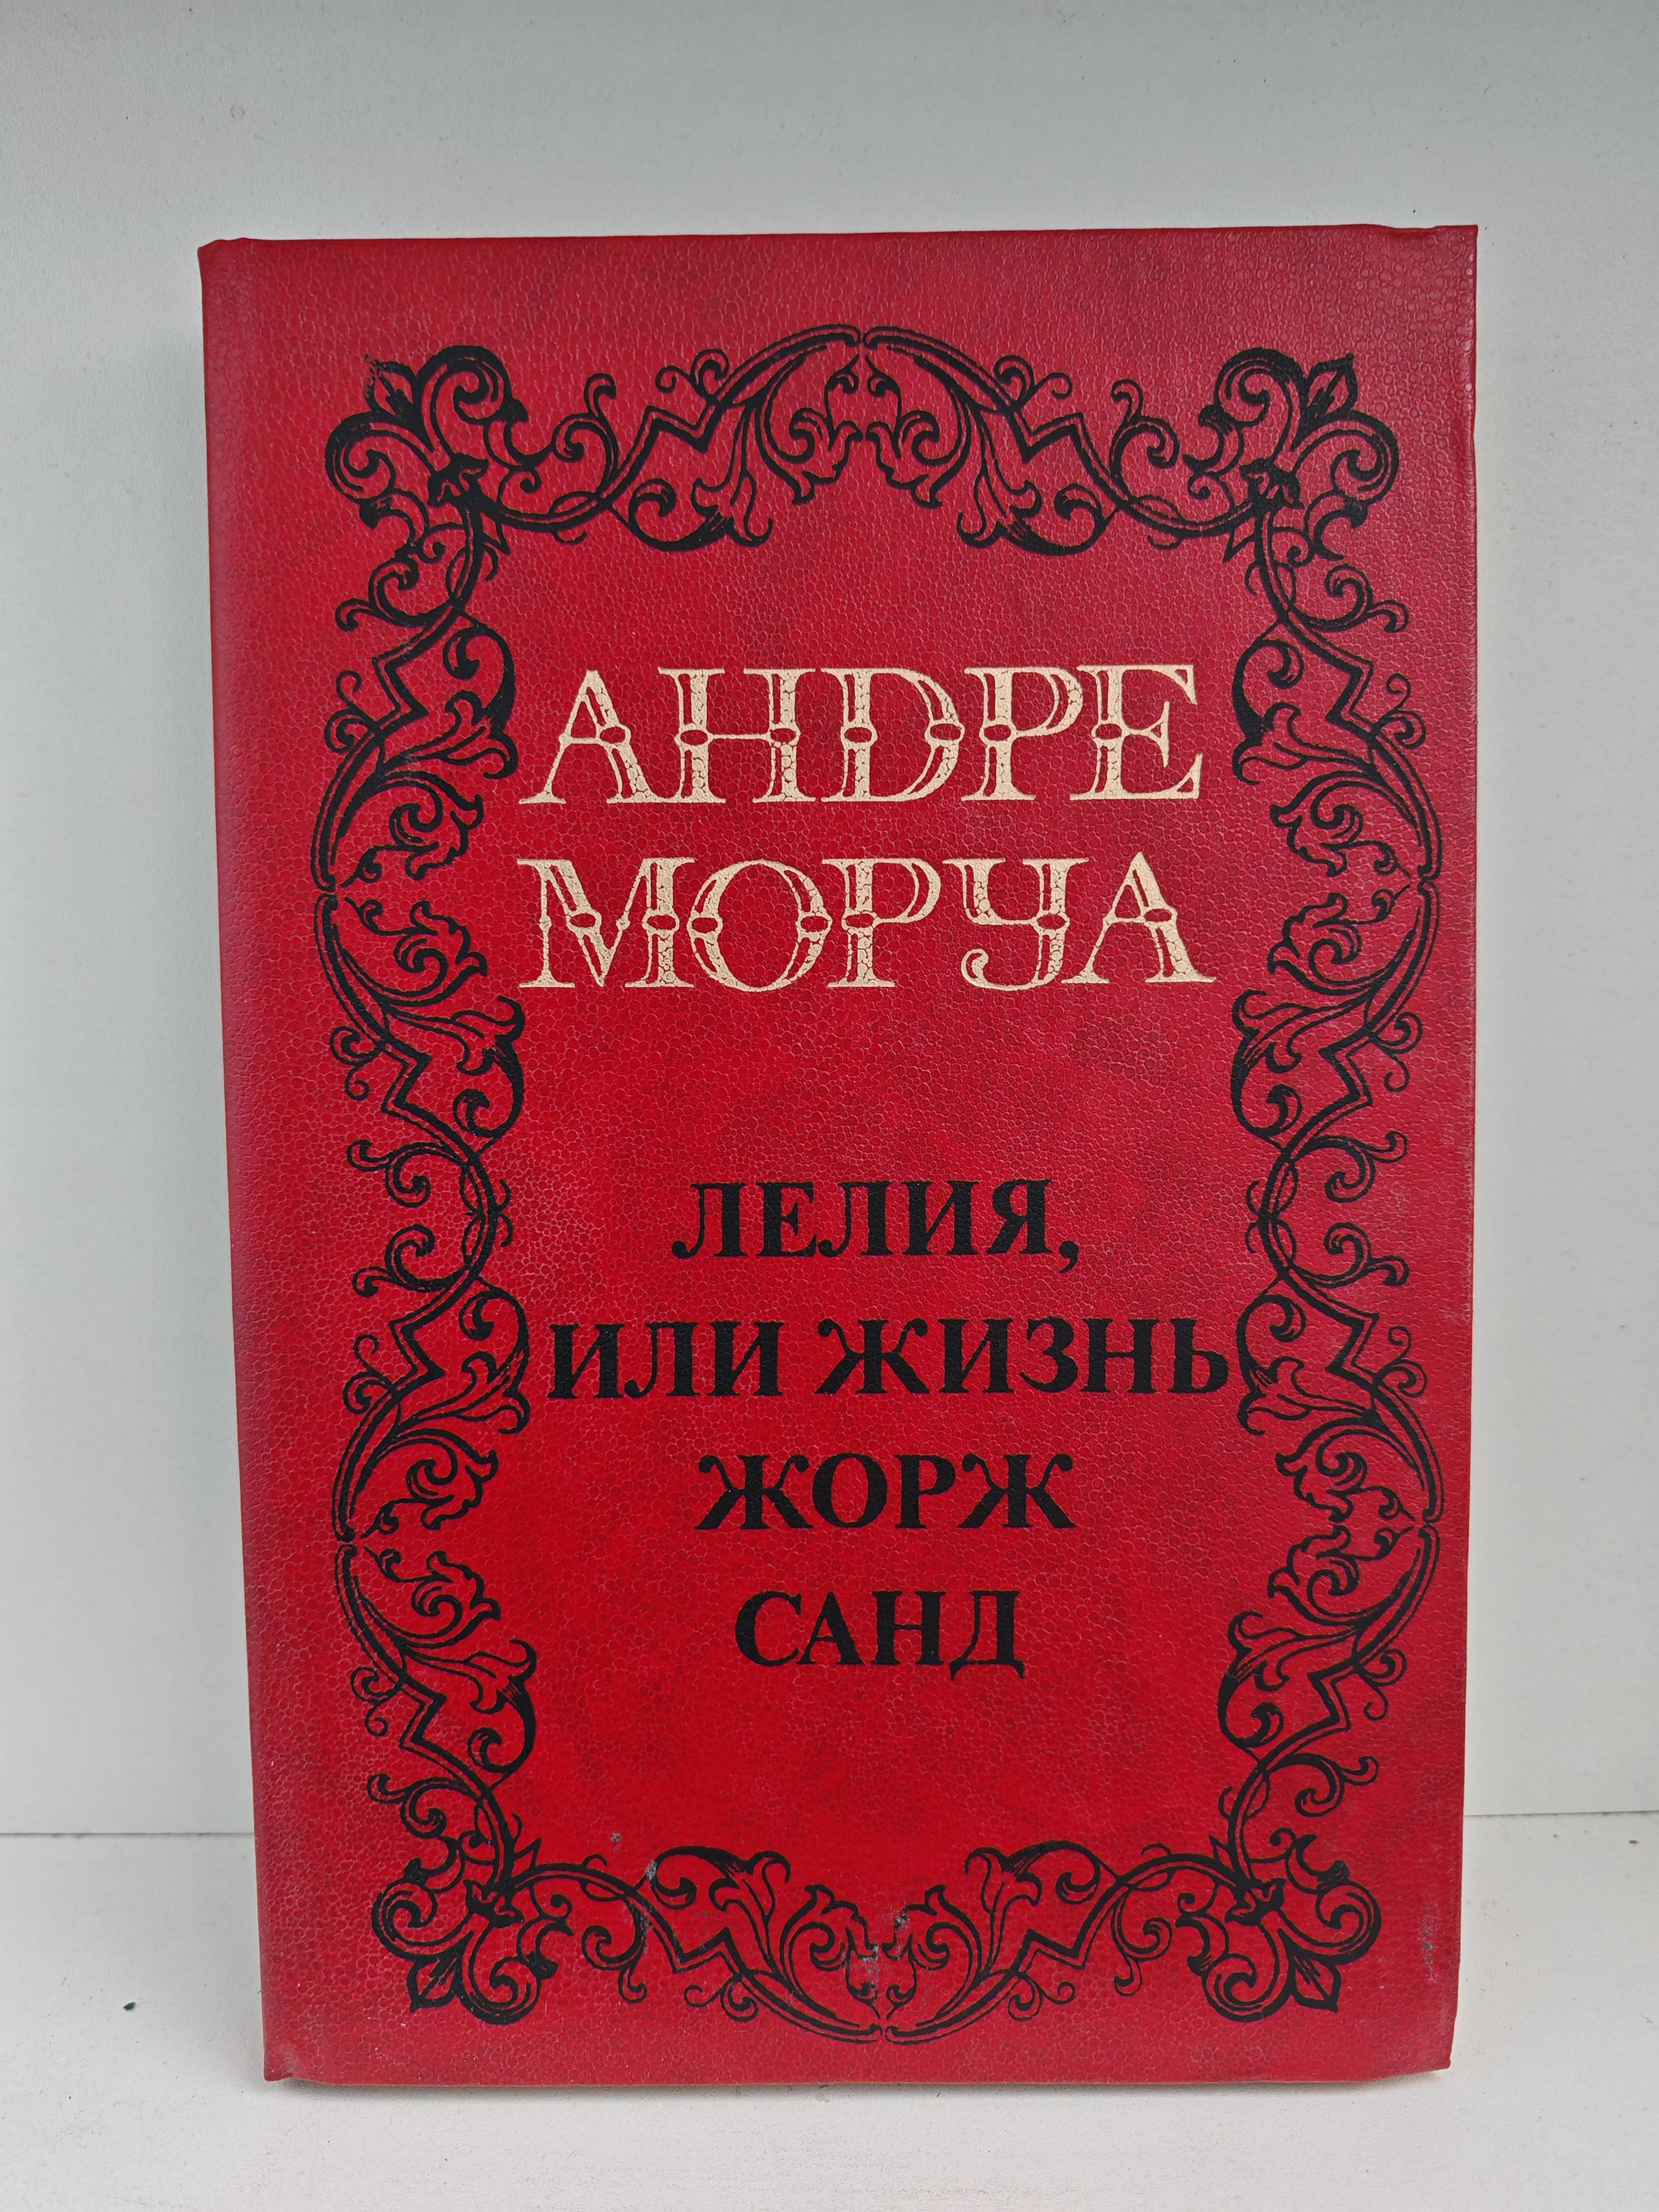 АНДРЕ
МОРУА
ЛЕЛИЯ,
ИЛИ ЖИЗНЬ
ЖОРЖ
САНД